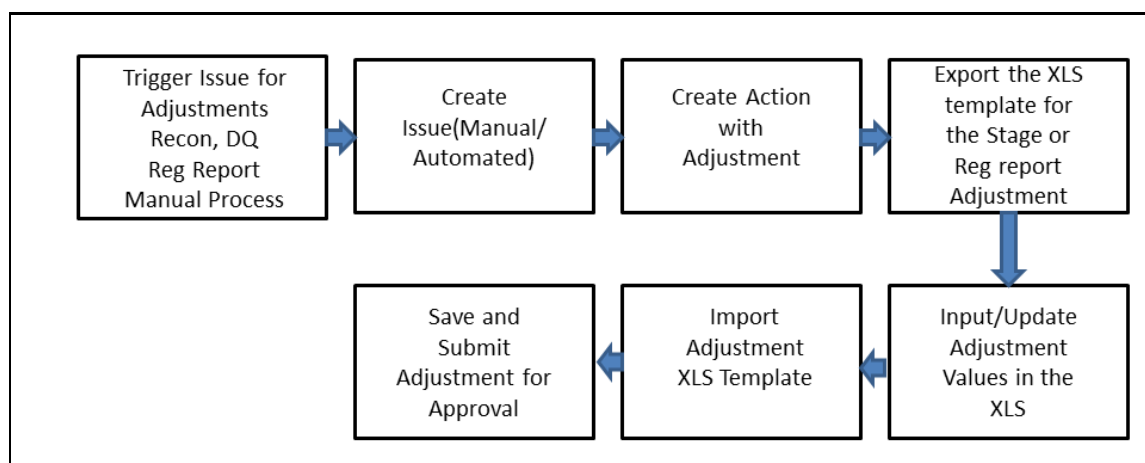 Trigger Issue for
Adjustments
Recon, DQ
Reg Report
Manual Process
Create
Issue(Manual/
Automated)
Create Action
with
Adjustment
Export the XLS
template for
the Stage or
Reg report
Adjustment
Input/Update
Adjustment
Values in the
XLS
Import
Adjustment
XLS Template
Save and
Submit
Adjustment for
Approval